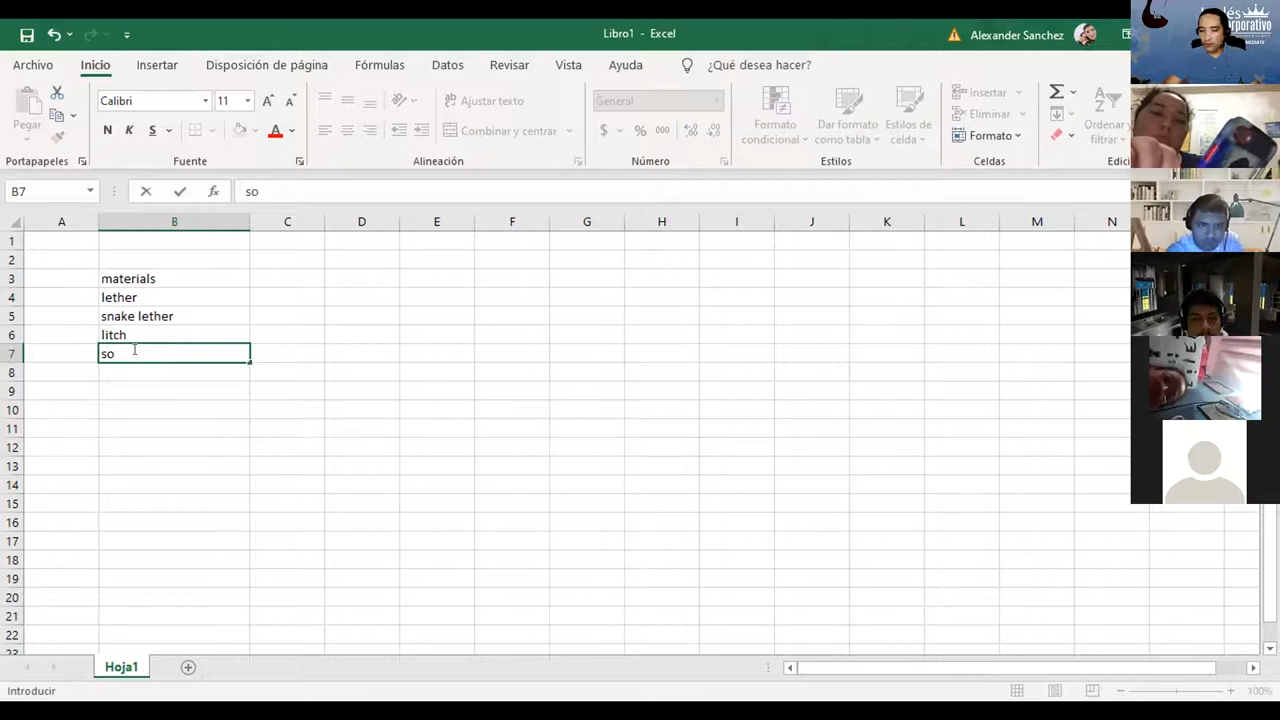 Libro1 - Excel
Alexander Sanchez
Archivo Inicio Insertar Disposición de página Fórmulas Datos Revisar Vista Ayuda ¿Qué desea hacer?
Pegar
Calibri 11
N K S
Ajustar texto
Combinar y centrar
General
$ % 000
Formato condicional
Dar formato como tabla
Estilos de celda
Insertar
Eliminar
Formato
Ordenar y filtrar
Portapapeles Fuente Alineación Número Estilos Celdas Edici
B7 fx so
A B C D E F G H I J K L M N
1
2
3 materials
4 lether
5 snake lether
6 litch
7 so
8
9
10
11
12
13
14
15
16
17
18
19
20
21
22
23
Hoja1
Introducir 100%